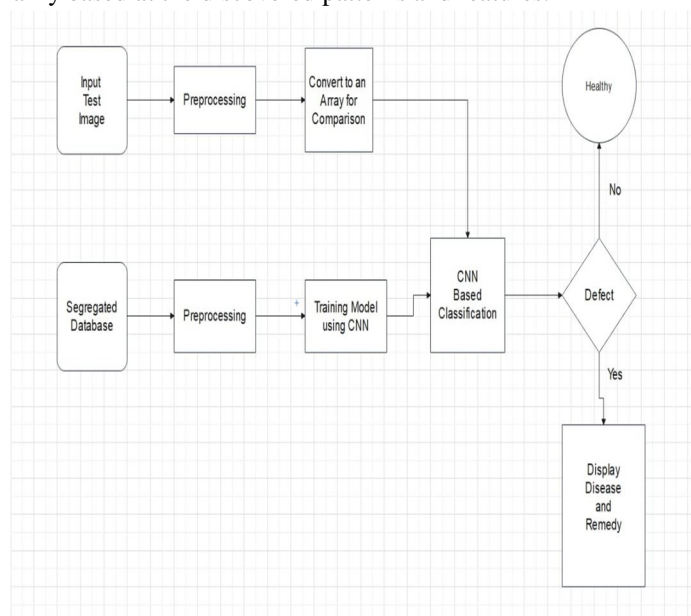 Input
Test
Image
Preprocessing
Convert to an
Array for
Comparison
Healthy
No
Segregated
Database
Preprocessing
Training Model
using CNN
CNN
Based
Classification
Defect
Yes
Display
Disease
and
Remedy